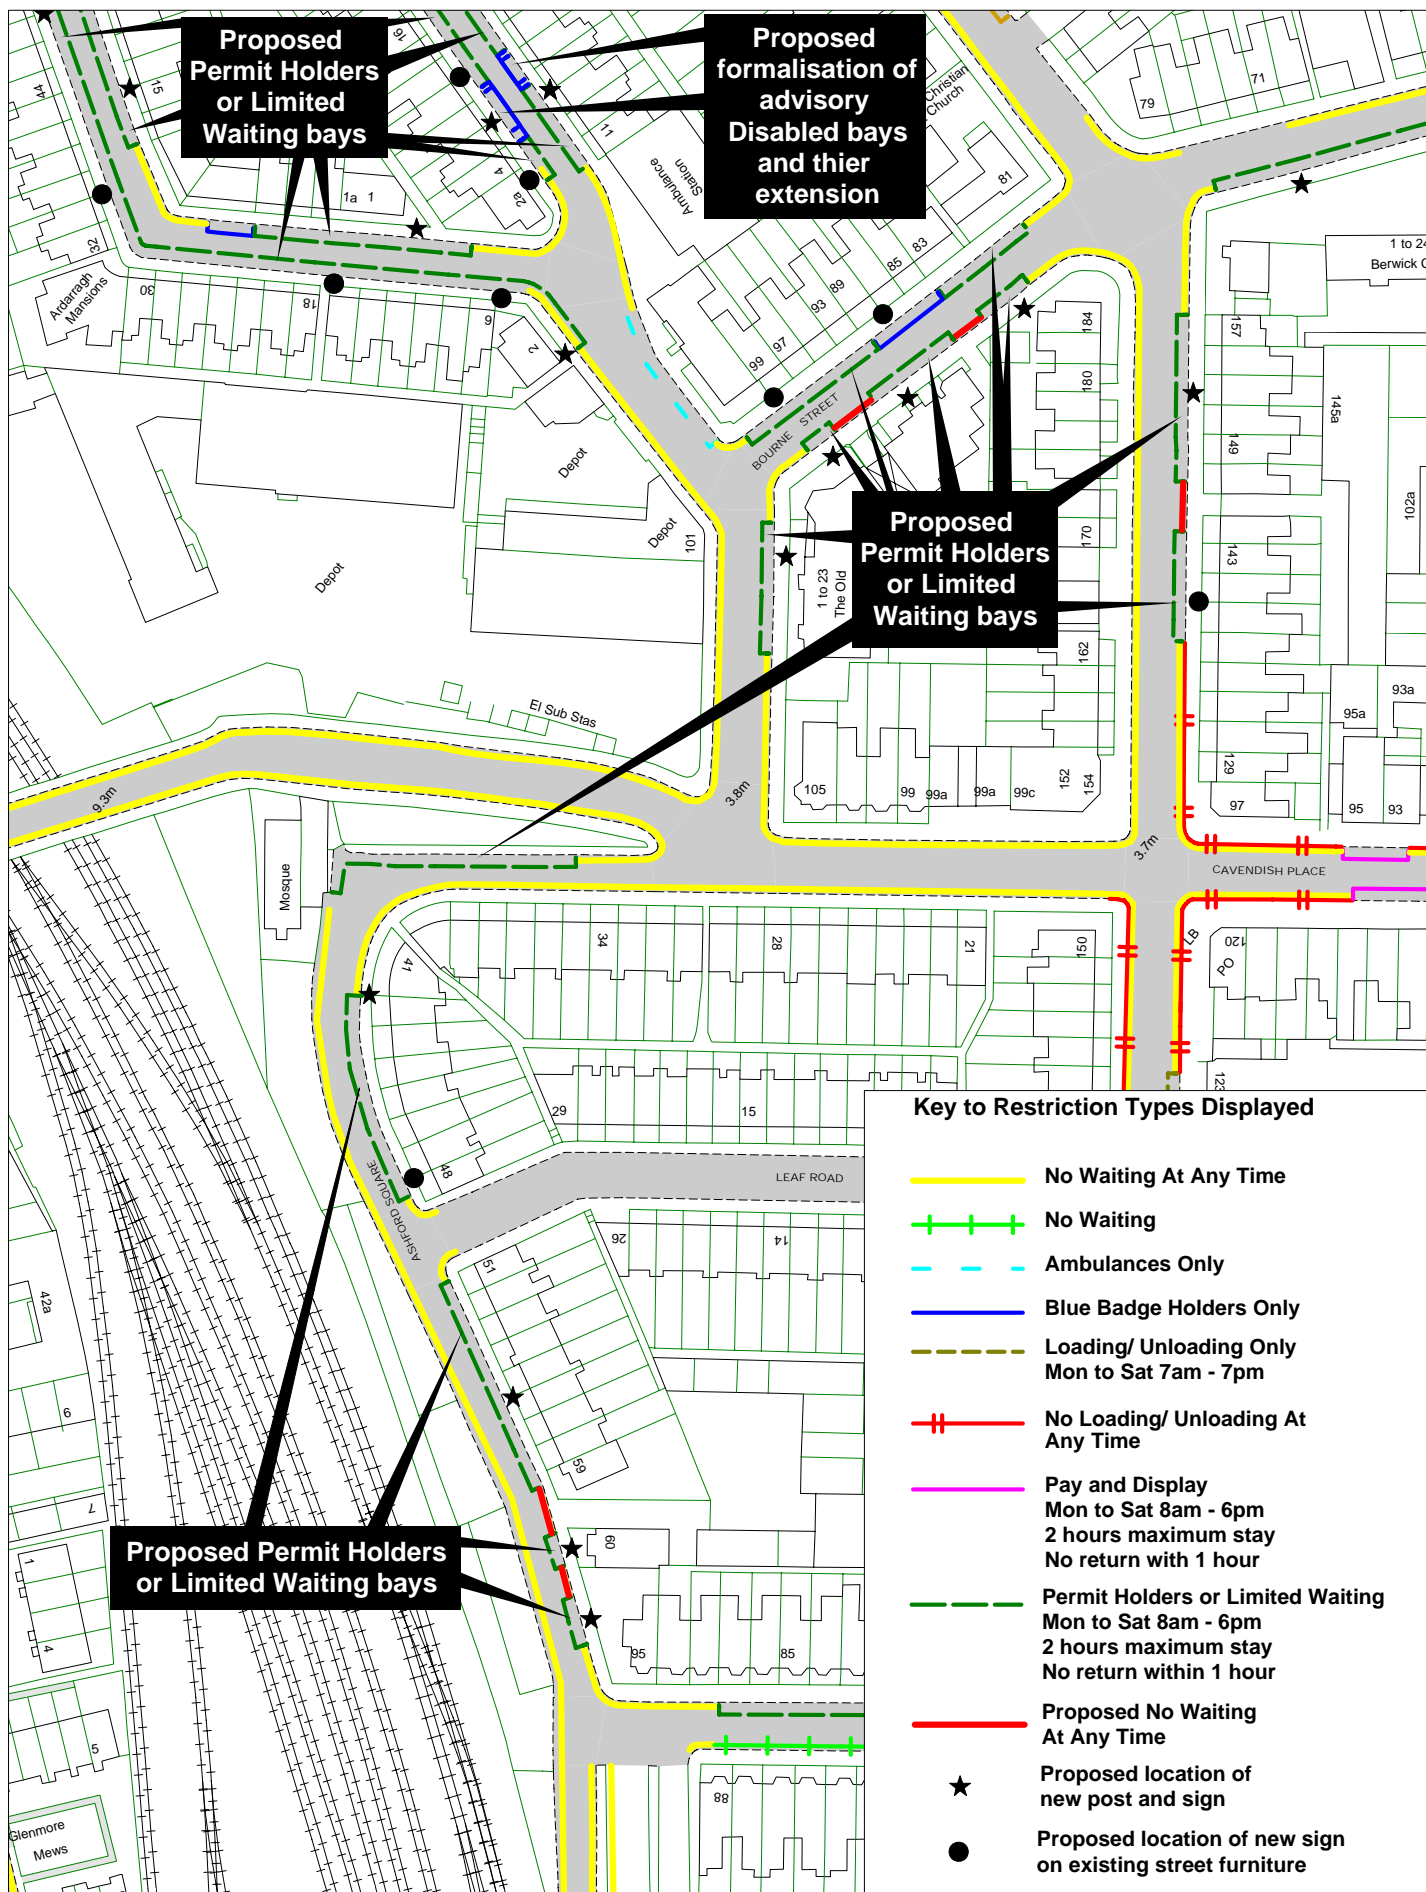 Proposed
Permit Holders
or Limited
Waiting bays
Proposed
formalisation of
advisory
Disabled bays
and thier
extension
Christian
Church
71
79
16
44
15
11
4
2a
1a 1
Ambulance
Station
81
83
85
89
93
97
99
32
Ardarragh
Mansions
30
18
6
2
1 to 24
Berwick C
157
184
180
149
145a
102a
143
170
162
BOURNE STREET
Depot
Depot
Depot
101
1 to 23
The Old
Proposed
Permit Holders
or Limited
Waiting bays
El Sub Stas
9.3m
3.8m
3.7m
105
99
99a
99a
99c
152
154
129
97
93a
95a
95
93
CAVENDISH PLACE
Mosque
41
34
28
21
150
LB
PO
120
123
29
15
48
ASHFORD SQUARE
LEAF ROAD
26
14
51
59
60
42a
9
7
1
4
5
Glenmore
Mews
Proposed Permit Holders
or Limited Waiting bays
95
85
88
Key to Restriction Types Displayed
No Waiting At Any Time
No Waiting
Ambulances Only
Blue Badge Holders Only
Loading/ Unloading Only
Mon to Sat 7am - 7pm
No Loading/ Unloading At
Any Time
Pay and Display
Mon to Sat 8am - 6pm
2 hours maximum stay
No return with 1 hour
Permit Holders or Limited Waiting
Mon to Sat 8am - 6pm
2 hours maximum stay
No return within 1 hour
Proposed No Waiting
At Any Time
Proposed location of
new post and sign
Proposed location of new sign
on existing street furniture